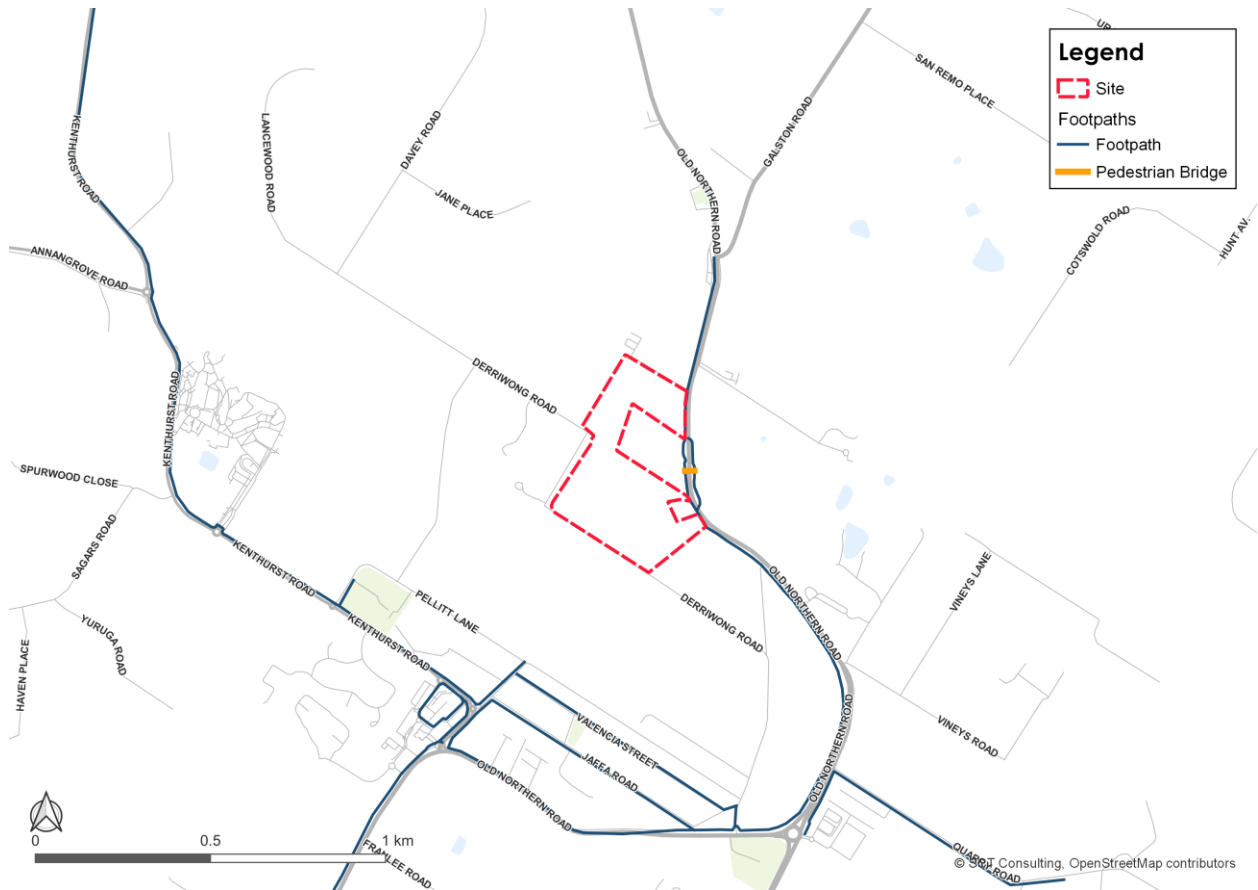 Legend
Site
Footpaths
Footpath
Pedestrian Bridge
SAN REMO PLACE
UP
KENTHURST ROAD
LANCEWOOD ROAD
DAVEY ROAD
JANE PLACE
OLD NORTHERN ROAD
GALSTON ROAD
COTSWOLD ROAD
HUNT AV.
ANNANGROVE ROAD
DERRIWONG ROAD
KENTHURST ROAD
SPURWOOD CLOSE
SAGARS ROAD
KENTHURST ROAD
PELLITT LANE
KENTHURST ROAD
YURUGA ROAD
HAVEN PLACE
DERRIWONG ROAD
OLD NORTHERN ROAD
VINEYS LANE
VINEYS ROAD
VALENCIA STREET
JAFFA ROAD
OLD NORTHERN ROAD
OLD NORTHERN ROAD
QUARRY ROAD
0 0.5 1 km
© SCT Consulting, OpenStreetMap contributors